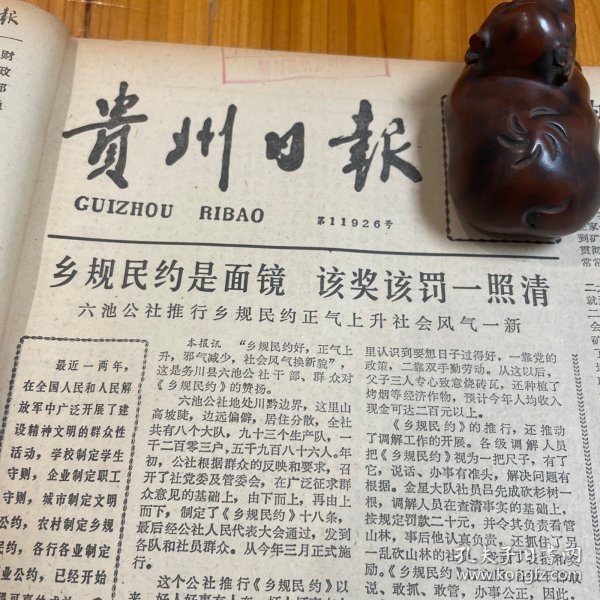 贵州日报
GUIZHOU RIBAO
第11926号
乡规民约是面镜 该奖该罚一照清
六池公社推行乡规民约正气上升社会风气一新
最近一两年，
在全国人民和人民解
放军中广泛开展了建
设精神文明的群众性
活动，学校制定学生
守则，企业制定职工
守则，城市制定文明
公约，农村制定乡规
民约，各行各业制定
业公约，已经开始
本报讯 “乡规民约好，正气上
升，邪气减少，社会风气换新貌”，
这是务川县六池公社干部、群众对
《乡规民约》的赞扬。
六池公社地处川黔边界，这里山
高坡陡，边远偏僻，居住分散，全社
共有八个大队，九十三个生产队，一
千二百零三户，五千九百八十六人。年
初，公社根据群众的反映和要求，召
开了社党委及管委会，在广泛征求群
众意见的基础上，由下而上，再由上
而下，制定了《乡规民约》十八条，
最后经公社人民代表大会通过，发到
各队和社员群众。从今年三月正式施
行。
这个公社推行《乡规民约》以
里认识到要想日子过得好，一靠党的
政策，二靠双手勤劳动。从这以后，
父子三人专心致意烧砖瓦，还种植了
烤烟等经济作物，预计今年人均收入
现金可达二百元以上。
《乡规民约》的推行，还推动
了调解工作的开展。各级调解人员
把《乡规民约》视为一把尺子，有了
它，说话、办事有准头，解决问题有
根据。金星大队社员吕先成砍杉树一
根，调解人员在查清事实的基础上，
按规定罚款二十元，并令其负责看管
山林，事后他认真负责，还抓住了另
一乱砍山林的社
励。《乡规民约》
说、敢抓、敢管，办事公正，因此，
孔夫子旧书网